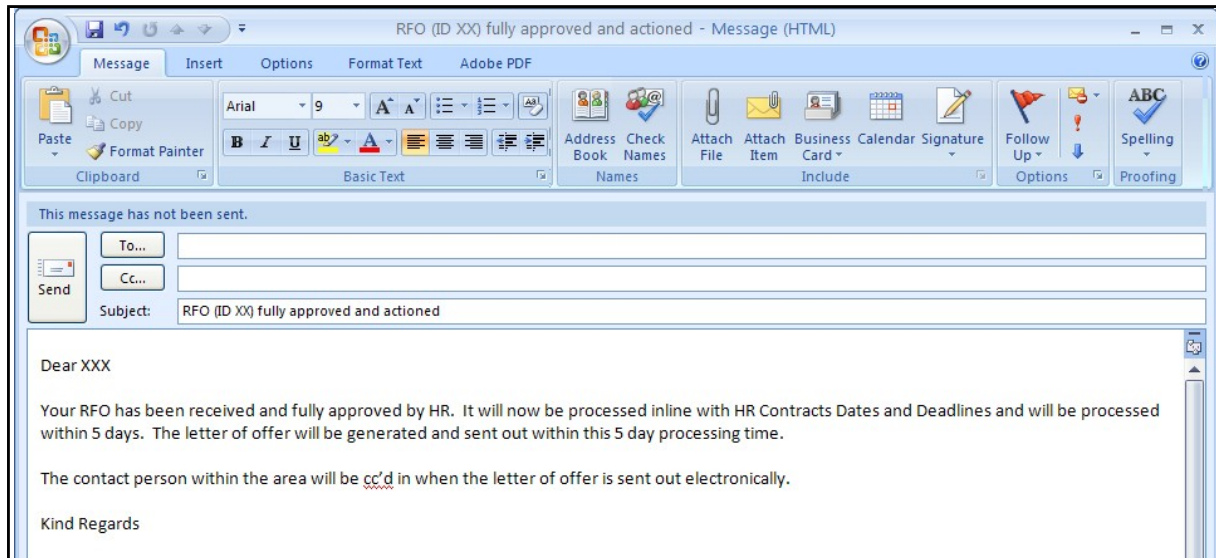 RFO (ID XX) fully approved and actioned - Message (HTML)
Message Insert Options Format Text Adobe PDF
Cut
Copy
Paste
Format Painter
Clipboard
Arial 9
B I U
Basic Text
Address Book
Check Names
Names
Attach File
Attach Item
Business Card
Calendar
Signature
Include
Follow Up
Options
ABC
Spelling
Proofing
This message has not been sent.
Send
To...
Cc...
Subject: RFO (ID XX) fully approved and actioned
Dear XXX
Your RFO has been received and fully approved by HR. It will now be processed inline with HR Contracts Dates and Deadlines and will be processed
within 5 days. The letter of offer will be generated and sent out within this 5 day processing time.
The contact person within the area will be cc'd in when the letter of offer is sent out electronically.
Kind Regards